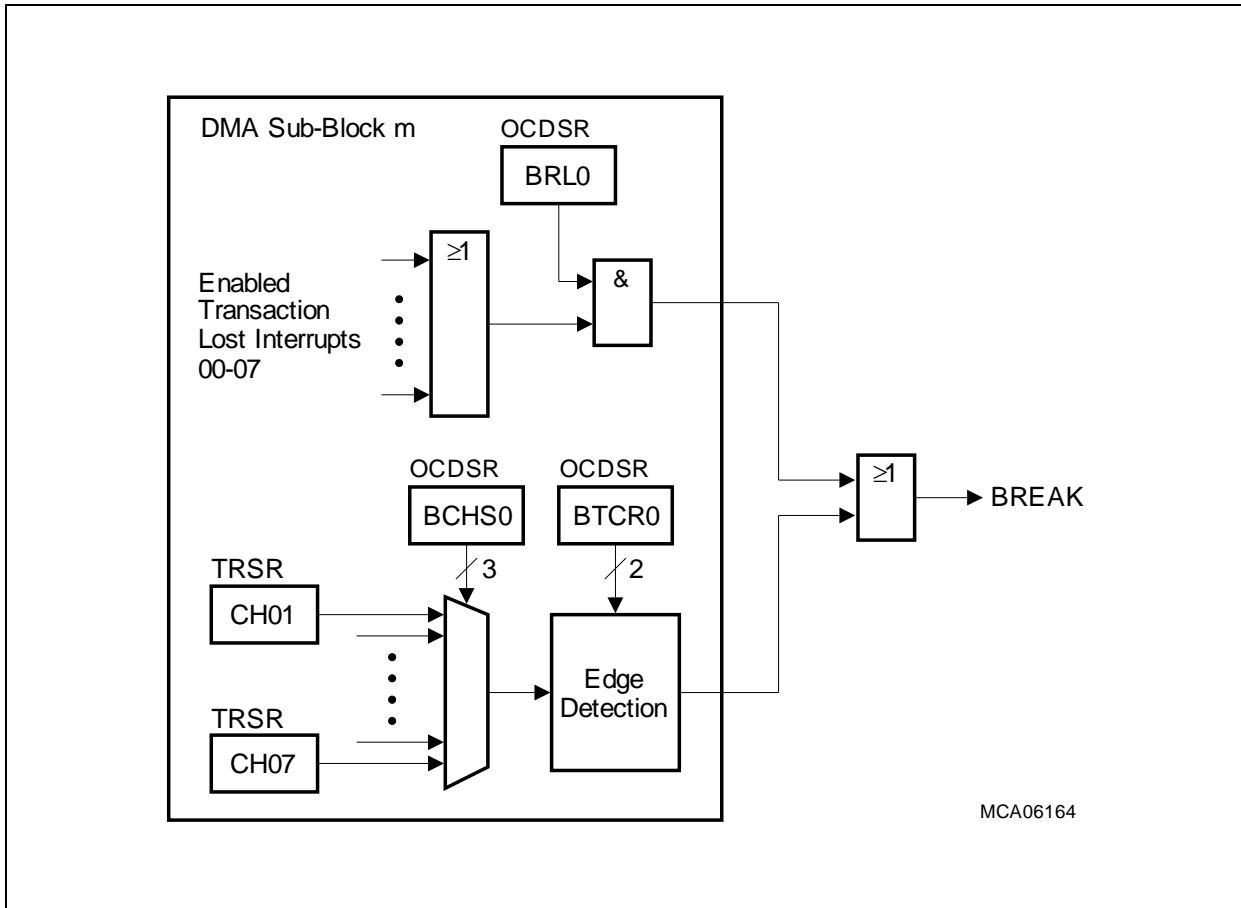 DMA Sub-Block m
OCDSR
BRL0
≥1
&
Enabled
Transaction
Lost Interrupts
00-07
OCDSR
OCDSR
BCHS0
BTCR0
≥1
BREAK
3
2
TRSR
CH01
Edge
Detection
TRSR
CH07
MCA06164